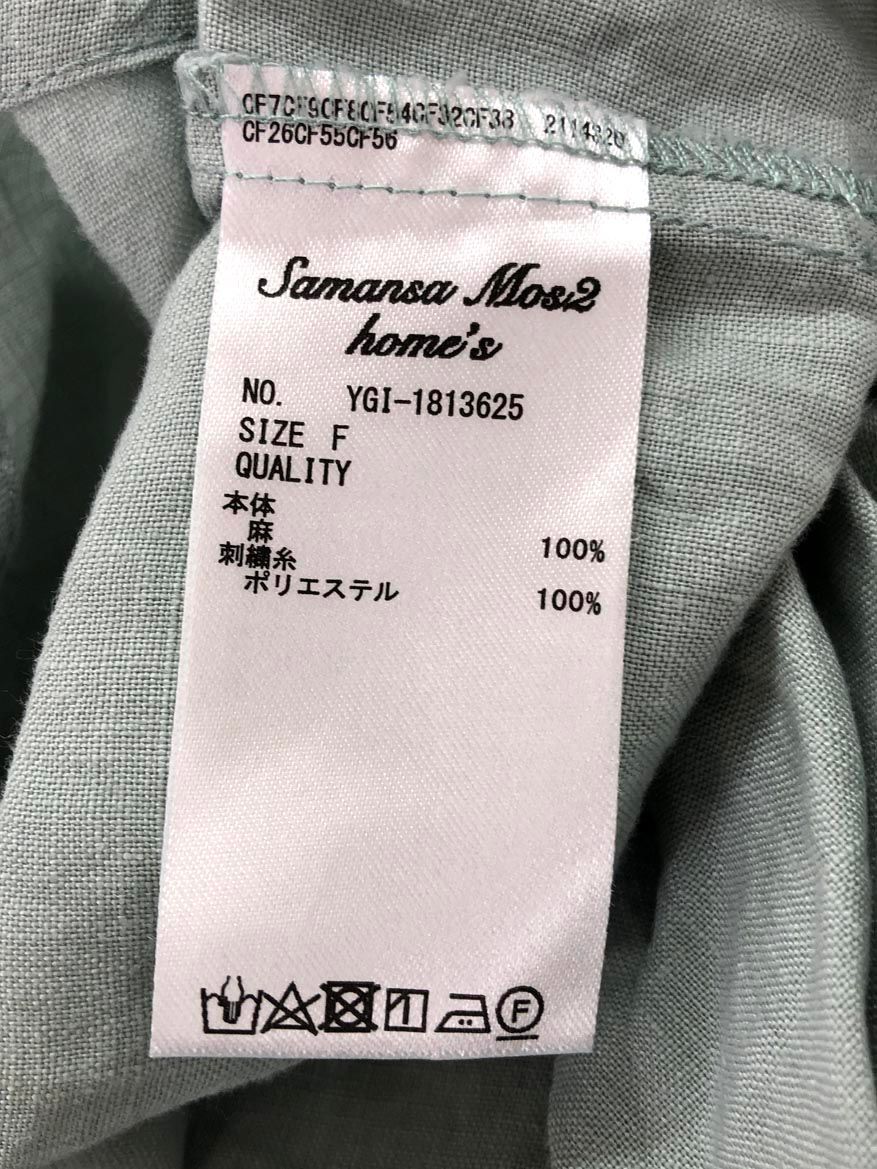 CF26CF55CF56
Samansa Mos2
home's
NO. YGI-1813625
SIZE F
QUALITY
本体
麻 100%
刺繍糸
ポリエステル 100%
F